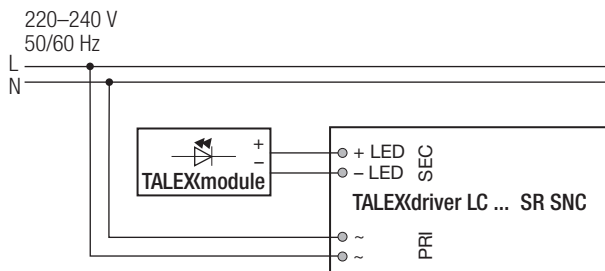 220–240 V
50/60 Hz
L
N
+
–
TALEXmodule
+ LED
– LED
SEC
TALEXdriver LC ... SR SNC
~
~
PRI